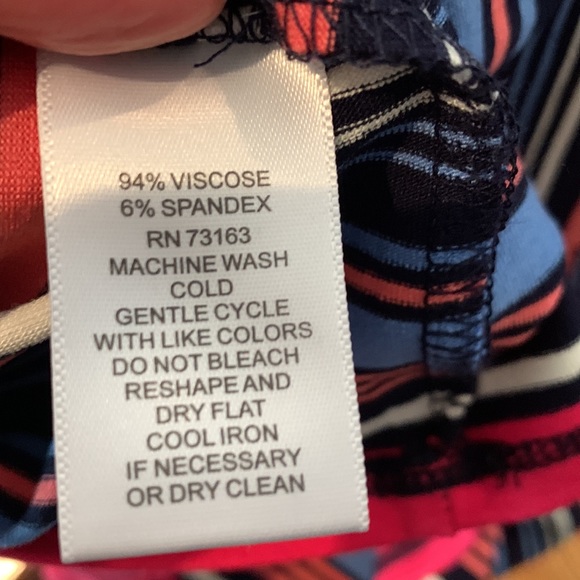 94% VISCOSE
6% SPANDEX
RN 73163
MACHINE WASH
COLD
GENTLE CYCLE
WITH LIKE COLORS
DO NOT BLEACH
RESHAPE AND
DRY FLAT
COOL IRON
IF NECESSARY
OR DRY CLEAN